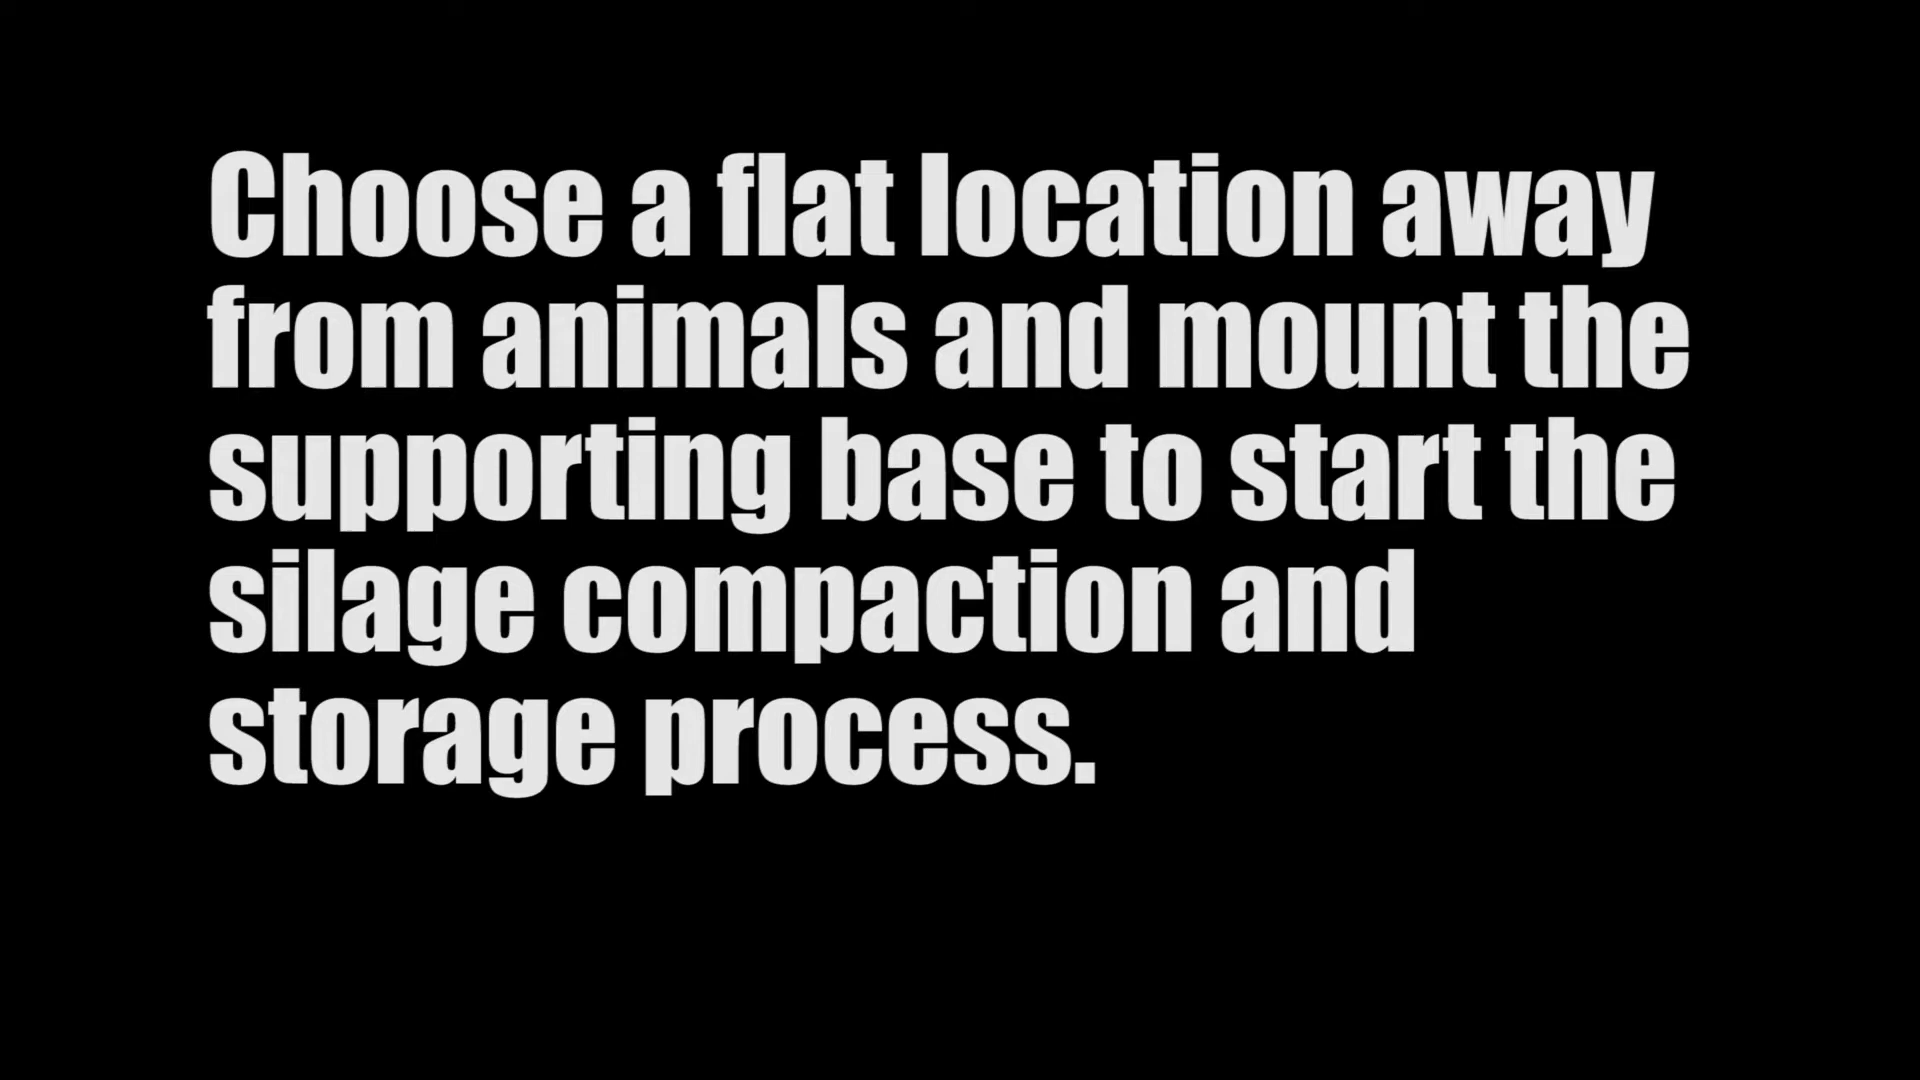 Choose a flat location away
from animals and mount the
supporting base to start the
silage compaction and
storage process.